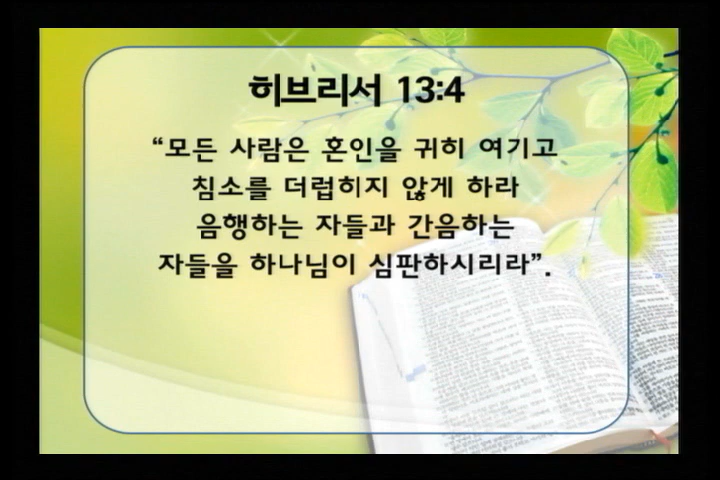 히브리서 13:4
“모든 사람은 혼인을 귀히 여기고
침소를 더럽히지 않게 하라
음행하는 자들과 간음하는
자들을 하나님이 심판하시리라”.